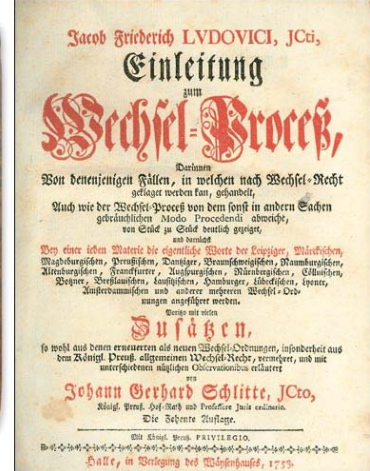 Jacob Friederich LVDOVICI, JCti,
Einleitung
zum
Wechsel-Proceß,
Darinnen
Von denenjenigen Fällen, in welchen nach Wechsel-Recht
geklaget werden kan, gehandelt,
Auch wie der Wechsel-Proceß von dem sonst in andern Sachen
gebräuchlichen Modo Procedendi abweiche,
von Stück zu Stück deutlich gezeiget,
und hiernächst
Bey einer ieden Materie die eigentliche Worte der Leipziger, Märckischen,
Magdeburgischen, Preußischen, Dantziger, Braunschweigischen, Naumburgischen,
Altenburgischen, Franckfurter, Augspurgischen, Nürnbergischen, Cöllnischen,
Botzner, Breßlauischen, Lausitzischen, Hamburger, Lübeckischen, Lyoner,
Amsterdammischen und anderer mehreren Wechsel-Ord-
nungen angeführet werden.
Vorigo mit vielen
Zusätzen,
so wohl aus denen erneuerten als neuen Wechsel-Ordnungen, insonderheit aus
dem Königl. Preuß. allgemeinen Wechsel-Recht, vermehret, und mit
unterschiedenen nützlichen Observationibus erläutert
von
Johann Gerhard Schlitte, JCto,
Königl. Preuß. Hof-Rath und Professore Juris ordinario.
Die Zehente Auflage.
Mit Königl. Preuß. PRIVILEGIO.
Halle, in Verlegung des Wäysenhauses, 1753.